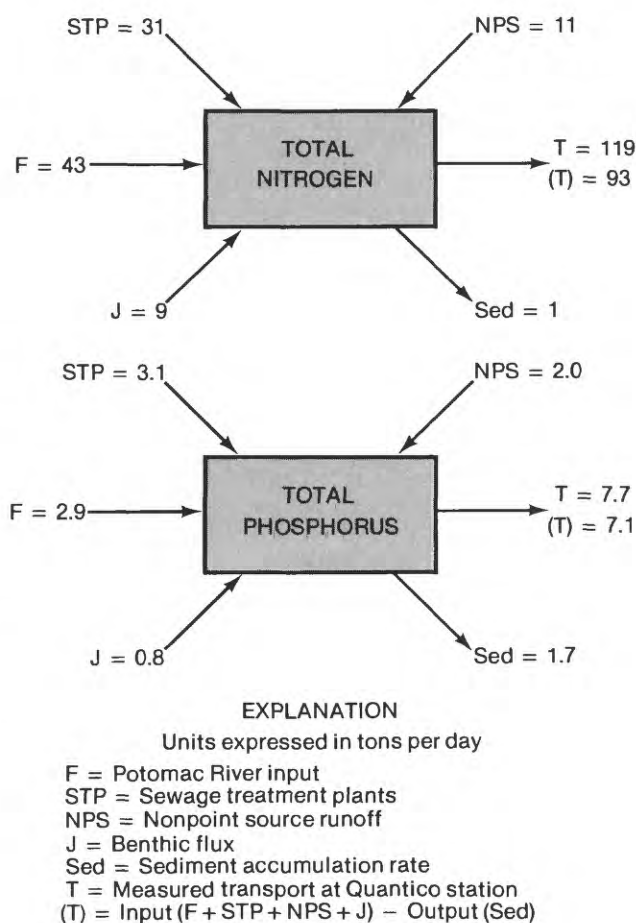 STP = 31
NPS = 11
F = 43
TOTAL
NITROGEN
T = 119
(T) = 93
J = 9
Sed = 1
STP = 3.1
NPS = 2.0
F = 2.9
TOTAL
PHOSPHORUS
T = 7.7
(T) = 7.1
J = 0.8
Sed = 1.7
EXPLANATION
Units expressed in tons per day
F = Potomac River input
STP = Sewage treatment plants
NPS = Nonpoint source runoff
J = Benthic flux
Sed = Sediment accumulation rate
T = Measured transport at Quantico station
(T) = Input (F + STP + NPS + J) – Output (Sed)